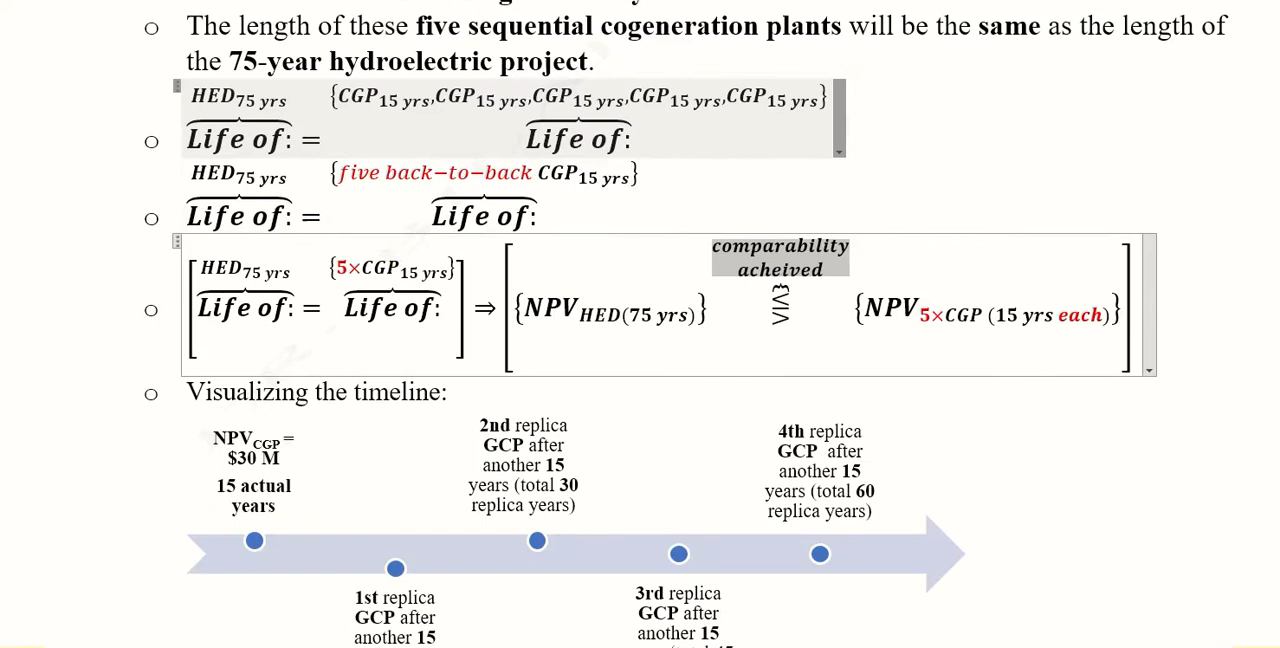 o The length of these five sequential cogeneration plants will be the same as the length of
the 75-year hydroelectric project.
HED75 yrs {CGP15 yrs,CGP15 yrs,CGP15 yrs,CGP15 yrs,CGP15 yrs}
o Life of: = Life of:
HED75 yrs {five back−to−back CGP15 yrs}
o Life of: = Life of:
comparability
acheived
HED75 yrs {5×CGP15 yrs}
o [Life of: = Life of:] ⇒ [{NPVHED(75 yrs)} ⋛ {NPV5×CGP (15 yrs each)}]
o Visualizing the timeline:
NPVCGP =
$30 M
15 actual
years
1st replica
GCP after
another 15
2nd replica
GCP after
another 15
years (total 30
replica years)
3rd replica
GCP after
another 15
4th replica
GCP after
another 15
years (total 60
replica years)